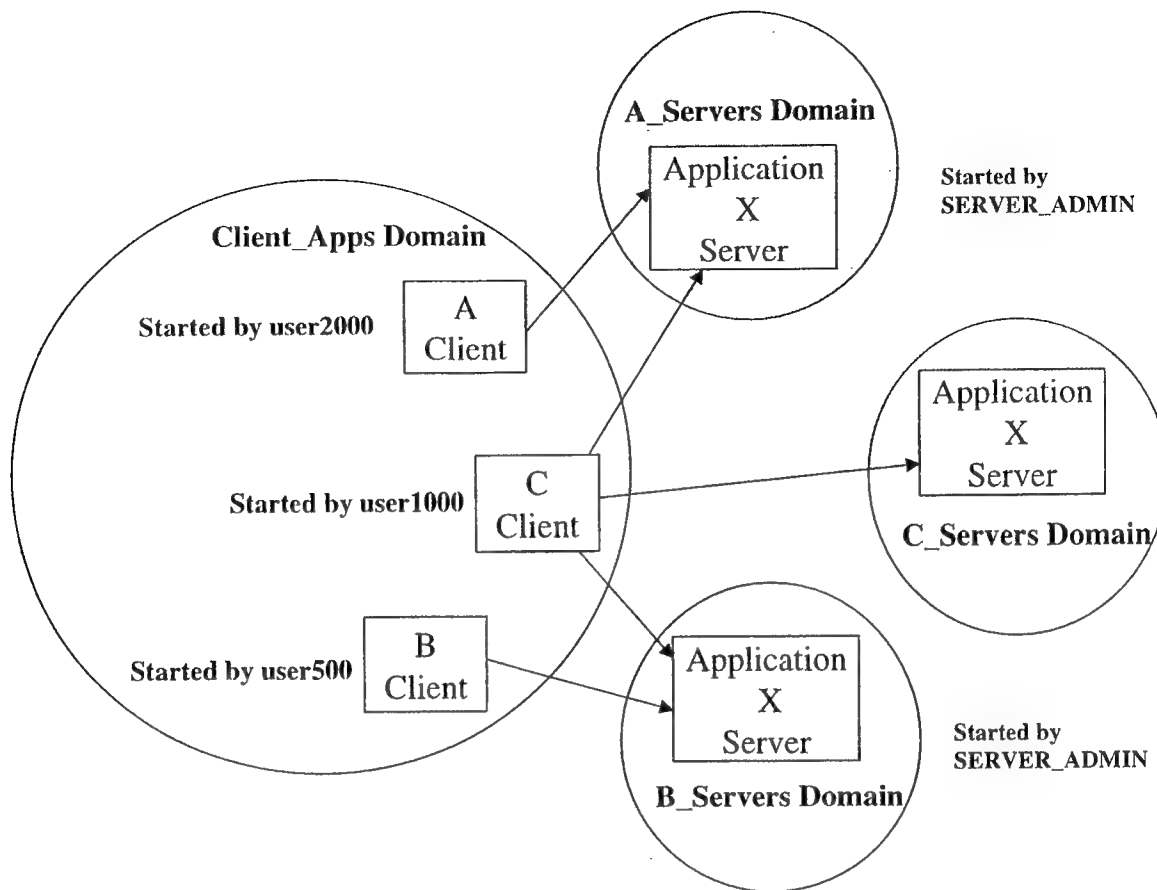 A_Servers Domain
Application
X
Server
Started by
SERVER_ADMIN
Client_Apps Domain
Started by user2000
A
Client
Application
X
Server
C_Servers Domain
Started by user1000
C
Client
Started by user500
B
Client
Application
X
Server
B_Servers Domain
Started by
SERVER_ADMIN